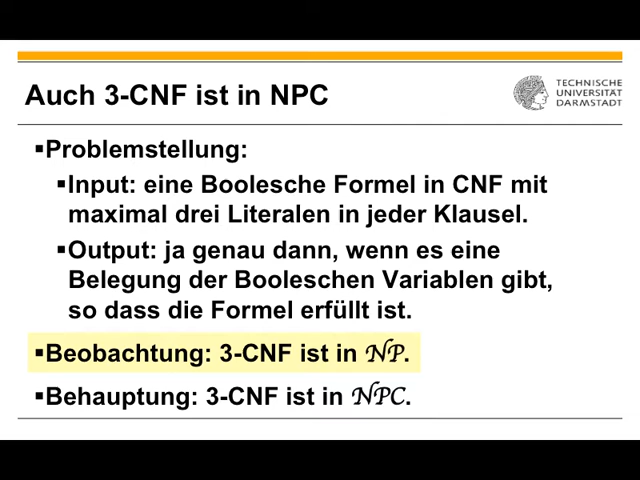 Auch 3-CNF ist in NPC
TECHNISCHE
UNIVERSITÄT
DARMSTADT
▪Problemstellung:
▪Input: eine Boolesche Formel in CNF mit
maximal drei Literalen in jeder Klausel.
▪Output: ja genau dann, wenn es eine
Belegung der Booleschen Variablen gibt,
so dass die Formel erfüllt ist.
▪Beobachtung: 3-CNF ist in NP.
▪Behauptung: 3-CNF ist in NPC.